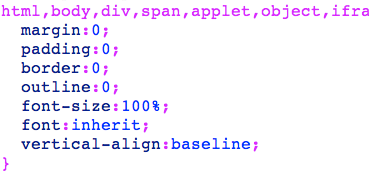 html,body,div,span,applet,object,ifra
margin:0;
padding:0;
border:0;
outline:0;
font-size:100%;
font:inherit;
vertical-align:baseline;
}